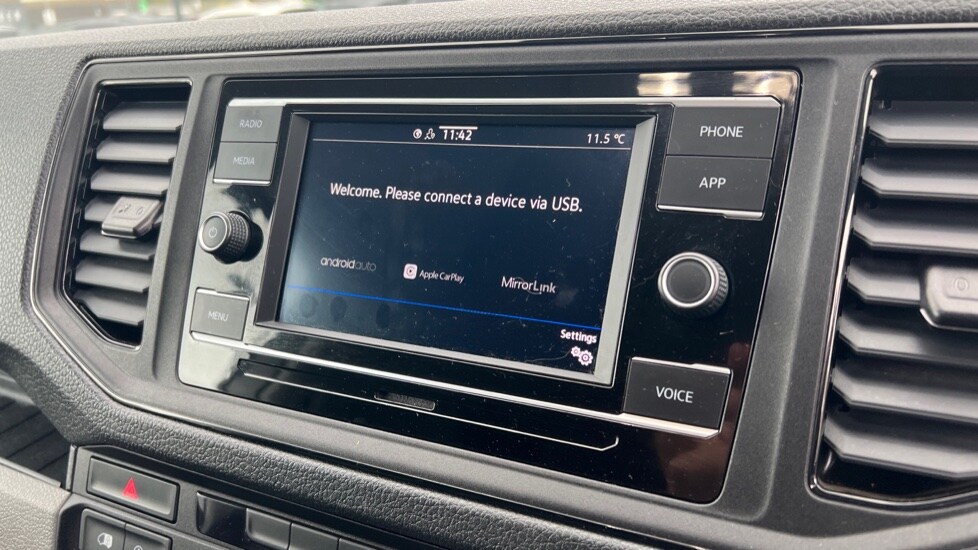 RADIO
MEDIA
MENU
11:42
11.5 °C
Welcome. Please connect a device via USB.
androidauto
Apple CarPlay
MirrorLink
Settings
PHONE
APP
VOICE